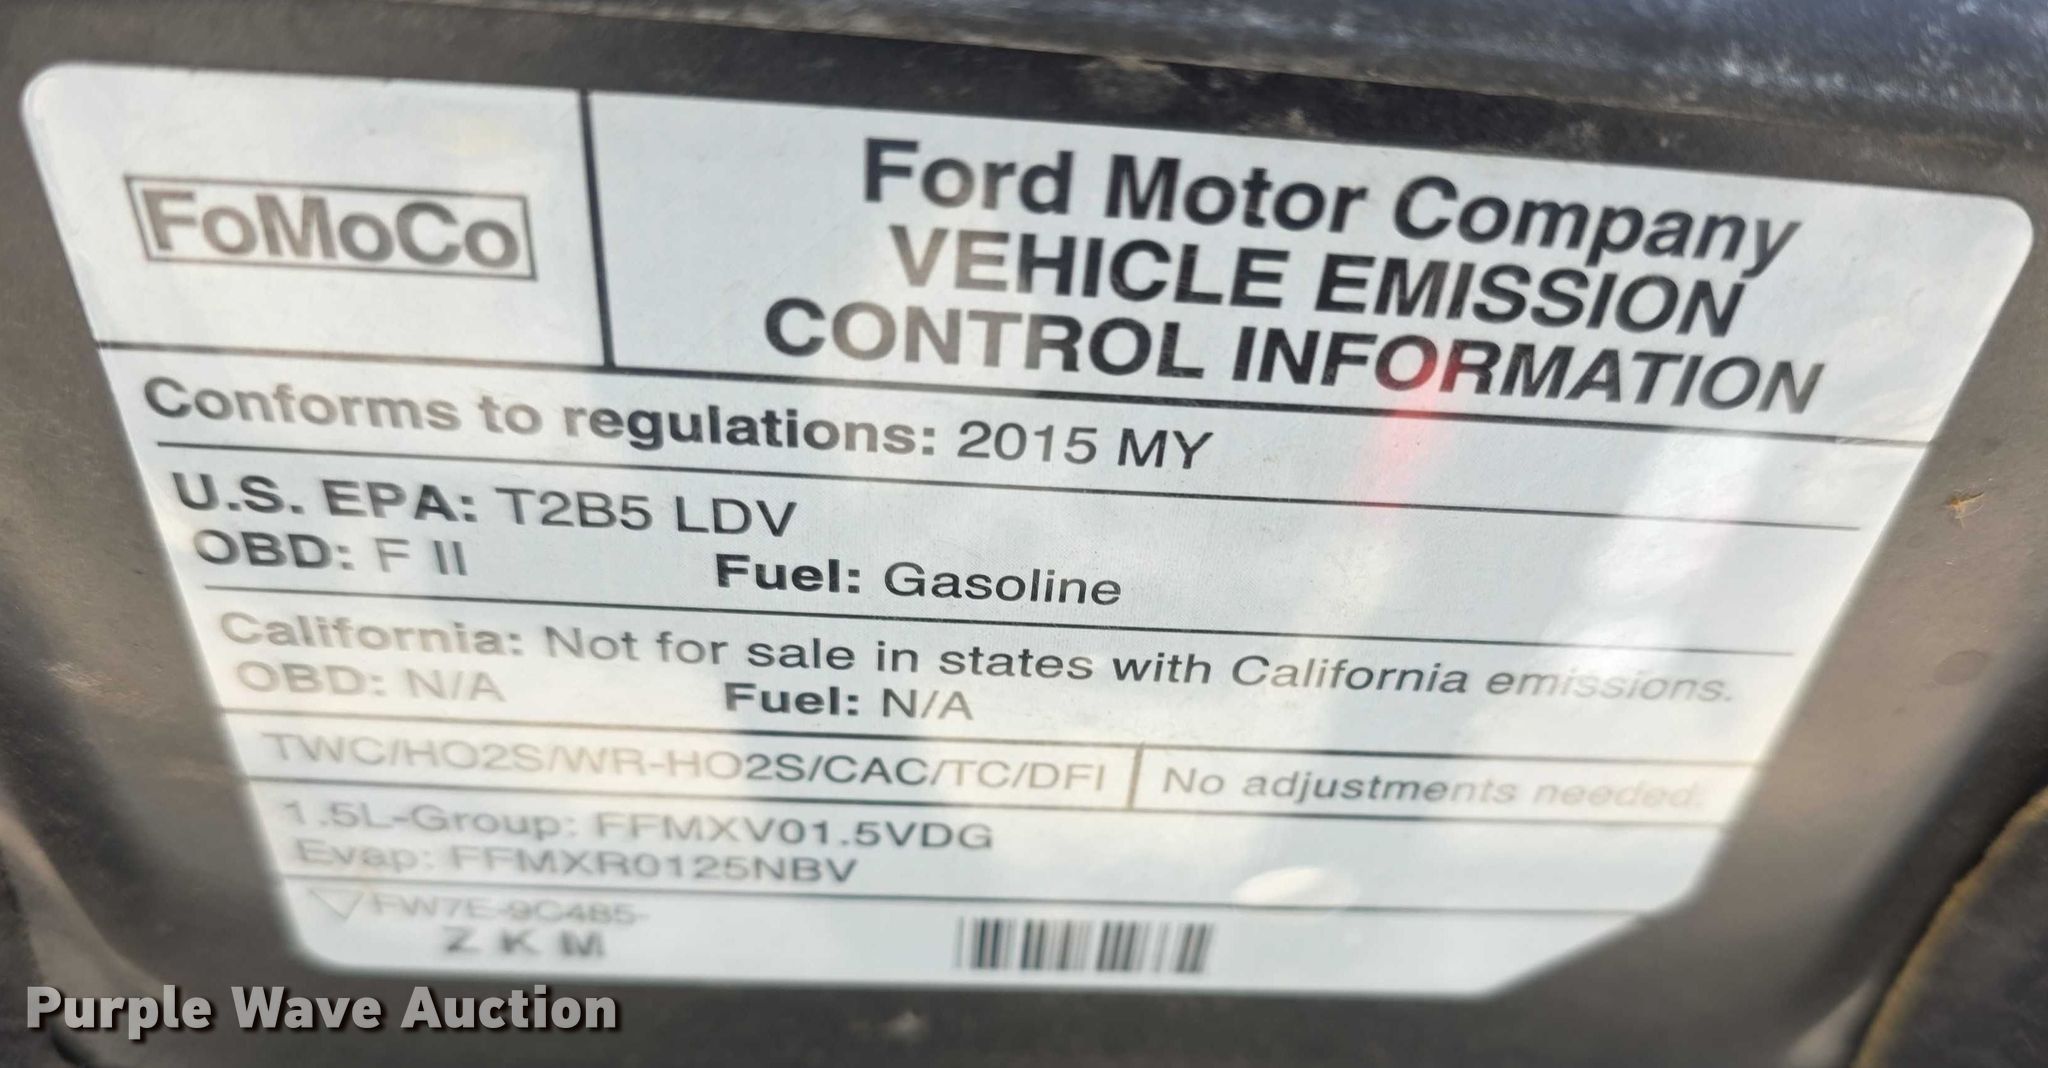 FoMoCo
Ford Motor Company
VEHICLE EMISSION
CONTROL INFORMATION
Conforms to regulations: 2015 MY
U.S. EPA: T2B5 LDV
OBD: F II Fuel: Gasoline
California: Not for sale in states with California emissions.
OBD: N/A Fuel: N/A
TWC/HO2S/WR-HO2S/CAC/TC/DFI No adjustments needed.
1.5L-Group: FFMXV01.5VDG
Evap: FFMXR0125NBV
FW7E-9C485-
Z K M
Purple Wave Auction